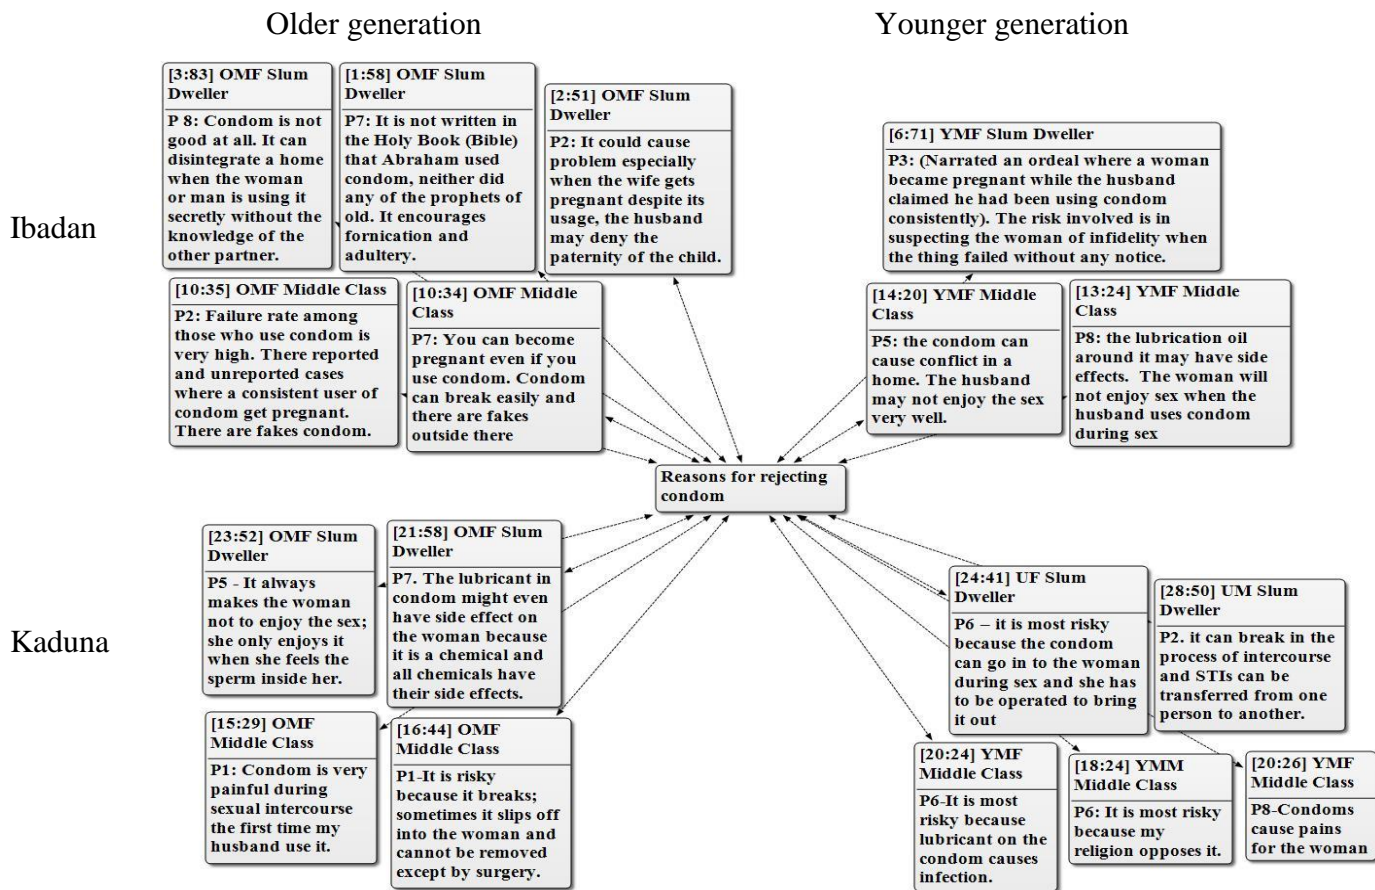 Older generation
Younger generation
Ibadan
[3:83] OMF Slum
Dweller
P 8: Condom is not
good at all. It can
disintegrate a home
when the woman
or man is using it
secretly without the
knowledge of the
other partner.
[1:58] OMF Slum
Dweller
P7: It is not written in
the Holy Book (Bible)
that Abraham used
condom, neither did
any of the prophets of
old. It encourages
fornication and
adultery.
[2:51] OMF Slum
Dweller
P2: It could cause
problem especially
when the wife gets
pregnant despite its
usage, the husband
may deny the
paternity of the child.
[6:71] YMF Slum Dweller
P3: (Narrated an ordeal where a woman
became pregnant while the husband
claimed he had been using condom
consistently). The risk involved is in
suspecting the woman of infidelity when
the thing failed without any notice.
[10:35] OMF Middle Class
P2: Failure rate among
those who use condom is
very high. There reported
and unreported cases
where a consistent user of
condom get pregnant.
There are fakes condom.
[10:34] OMF Middle
Class
P7: You can become
pregnant even if you
use condom. Condom
can break easily and
there are fakes
outside there
[14:20] YMF Middle
Class
P5: the condom can
cause conflict in a
home. The husband
may not enjoy the sex
very well.
[13:24] YMF Middle
Class
P8: the lubrication oil
around it may have side
effects. The woman will
not enjoy sex when the
husband uses condom
during sex
Reasons for rejecting
condom
Kaduna
[23:52] OMF Slum
Dweller
P5 - It always
makes the woman
not to enjoy the sex;
she only enjoys it
when she feels the
sperm inside her.
[21:58] OMF Slum
Dweller
P7. The lubricant in
condom might even
have side effect on
the woman because
it is a chemical and
all chemicals have
their side effects.
[24:41] UF Slum
Dweller
P6 – it is most risky
because the condom
can go in to the woman
during sex and she has
to be operated to bring
it out
[28:50] UM Slum
Dweller
P2. it can break in the
process of intercourse
and STIs can be
transferred from one
person to another.
[15:29] OMF
Middle Class
P1: Condom is very
painful during
sexual intercourse
the first time my
husband use it.
[16:44] OMF
Middle Class
P1-It is risky
because it breaks;
sometimes it slips off
into the woman and
cannot be removed
except by surgery.
[20:24] YMF
Middle Class
P6-It is most
risky because
lubricant on the
condom causes
infection.
[18:24] YMM
Middle Class
P6: It is most risky
because my
religion opposes it.
[20:26] YMF
Middle Class
P8-Condoms
cause pains
for the woman